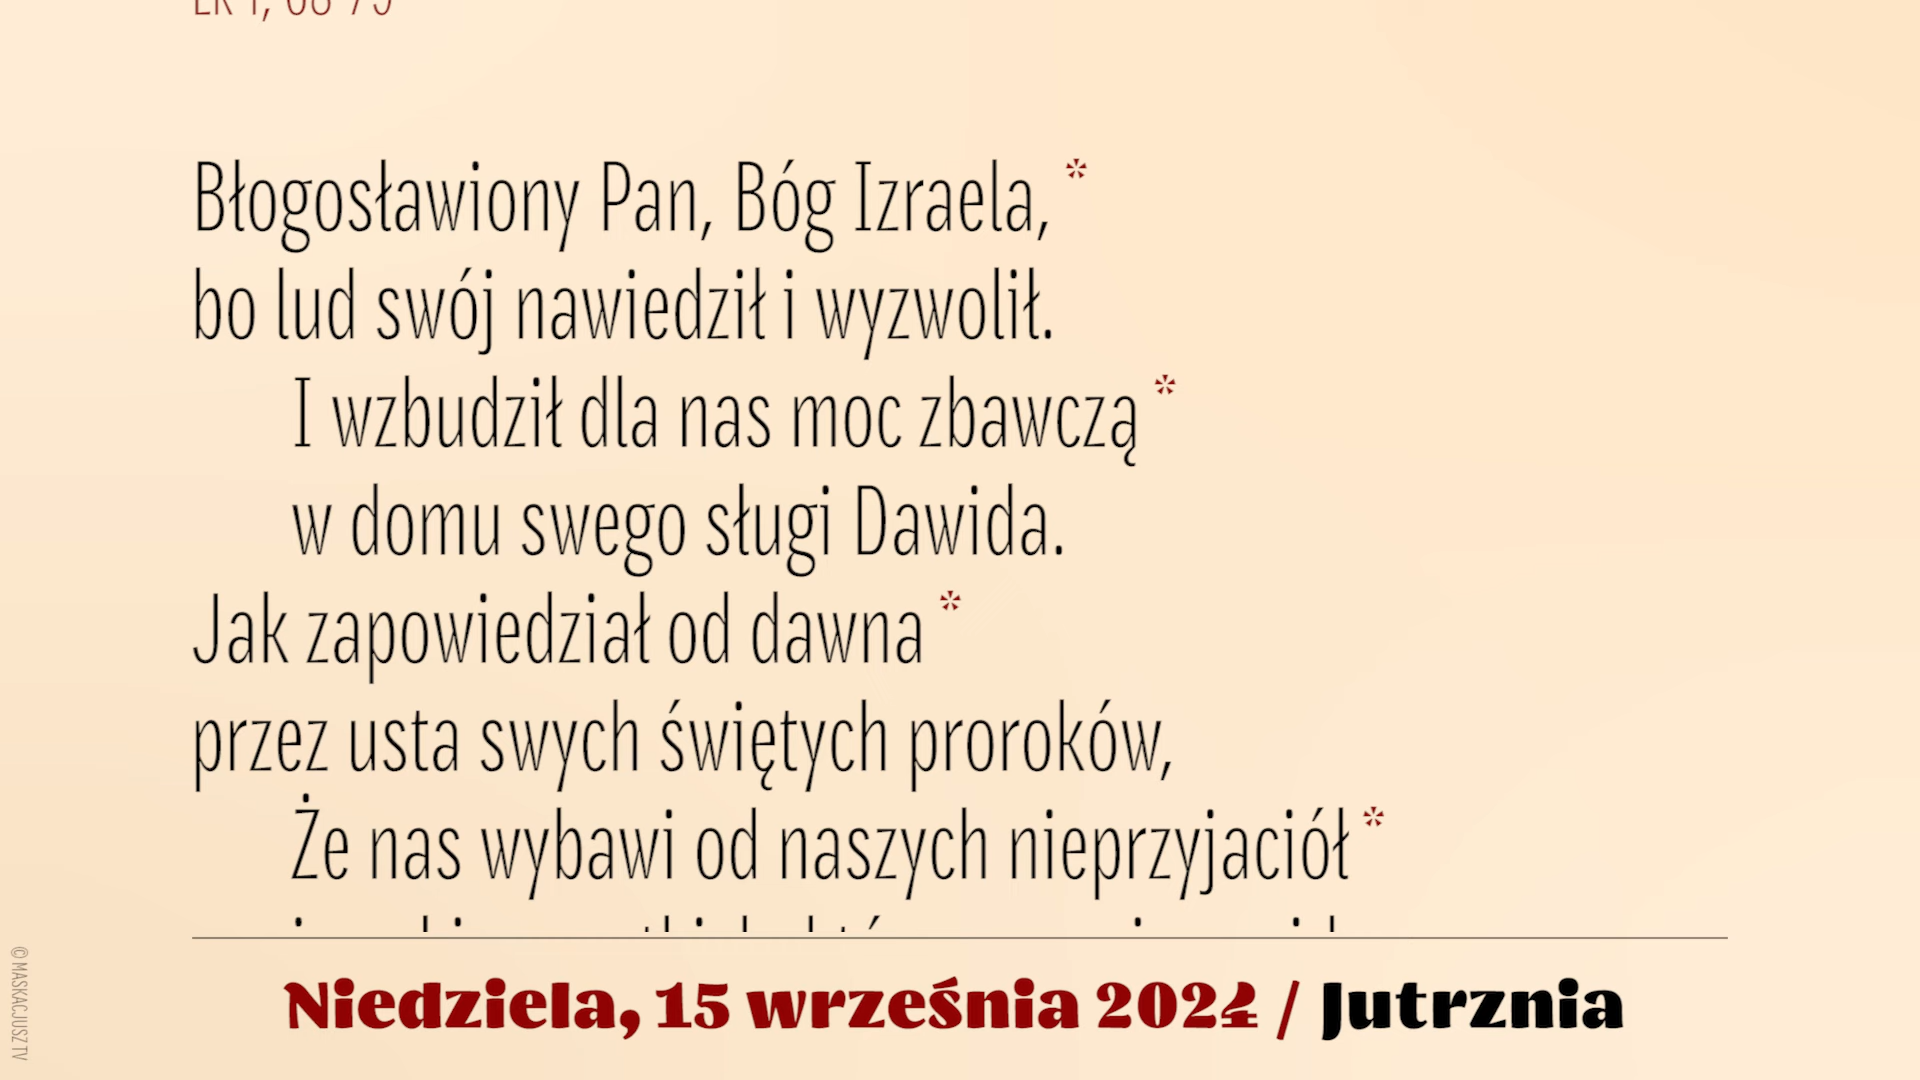 Błogosławiony Pan, Bóg Izraela, *
bo lud swój nawiedził i wyzwolił.
I wzbudził dla nas moc zbawczą *
w domu swego sługi Dawida.
Jak zapowiedział od dawna *
przez usta swych świętych proroków,
Że nas wybawi od naszych nieprzyjaciół *
Niedziela, 15 września 2024 / Jutrznia
© MASKACJUSZ TV